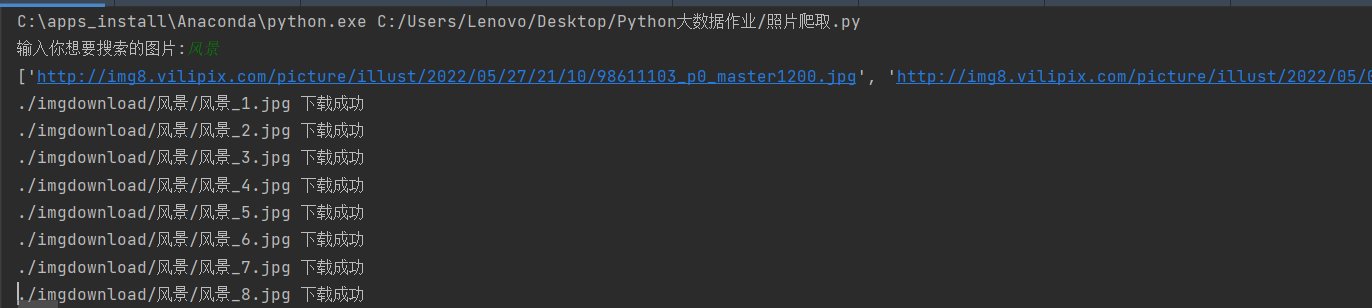 C:\apps_install\Anaconda\python.exe C:/Users/Lenovo/Desktop/Python大数据作业/照片爬取.py
输入你想要搜索的图片:风景
['http://img8.vilipix.com/picture/illust/2022/05/27/21/10/98611103_p0_master1200.jpg', 'http://img8.vilipix.com/picture/illust/2022/05/0
./imgdownload/风景/风景_1.jpg 下载成功
./imgdownload/风景/风景_2.jpg 下载成功
./imgdownload/风景/风景_3.jpg 下载成功
./imgdownload/风景/风景_4.jpg 下载成功
./imgdownload/风景/风景_5.jpg 下载成功
./imgdownload/风景/风景_6.jpg 下载成功
./imgdownload/风景/风景_7.jpg 下载成功
./imgdownload/风景/风景_8.jpg 下载成功